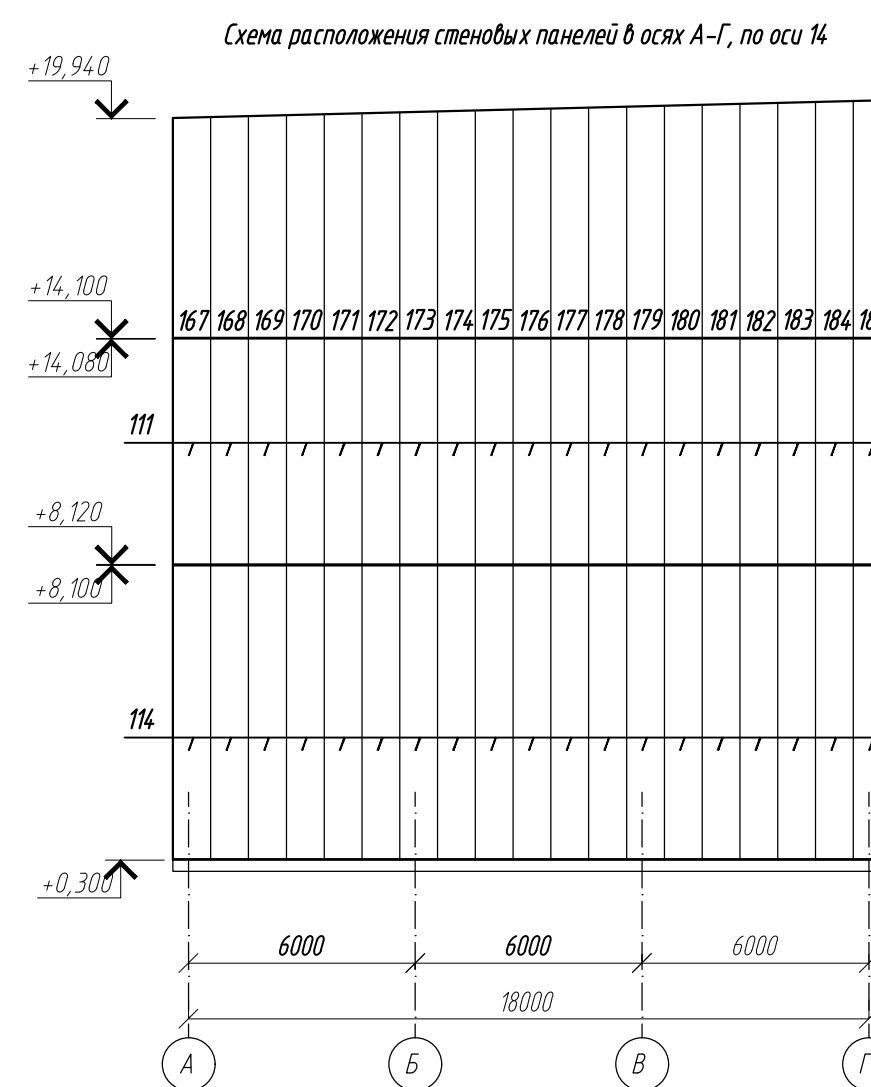 Схема расположения стеновых панелей в осях А-Г, по оси 14
+19,940
+14,100
167 168 169 170 171 172 173 174 175 176 177 178 179 180 181 182 183 184
+14,080
111
+8,120
+8,100
114
+0,300
6000 6000 6000
18000
А Б В Г